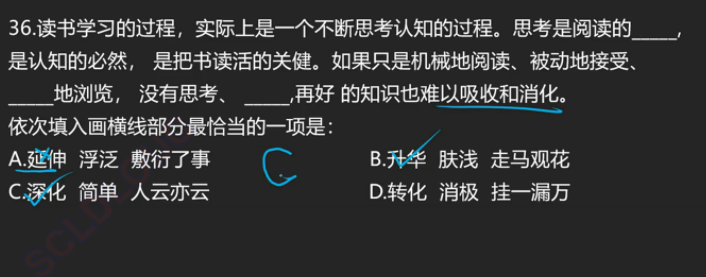 36.读书学习的过程，实际上是一个不断思考认知的过程。思考是阅读的_____,
是认知的必然， 是把书读活的关健。如果只是机械地阅读、被动地接受、
_____地浏览， 没有思考、 _____,再好 的知识也难以吸收和消化。
依次填入画横线部分最恰当的一项是：
A.延伸 浮泛 敷衍了事 C. B.升华 肤浅 走马观花
C.深化 简单 人云亦云 D.转化 消极 挂一漏万